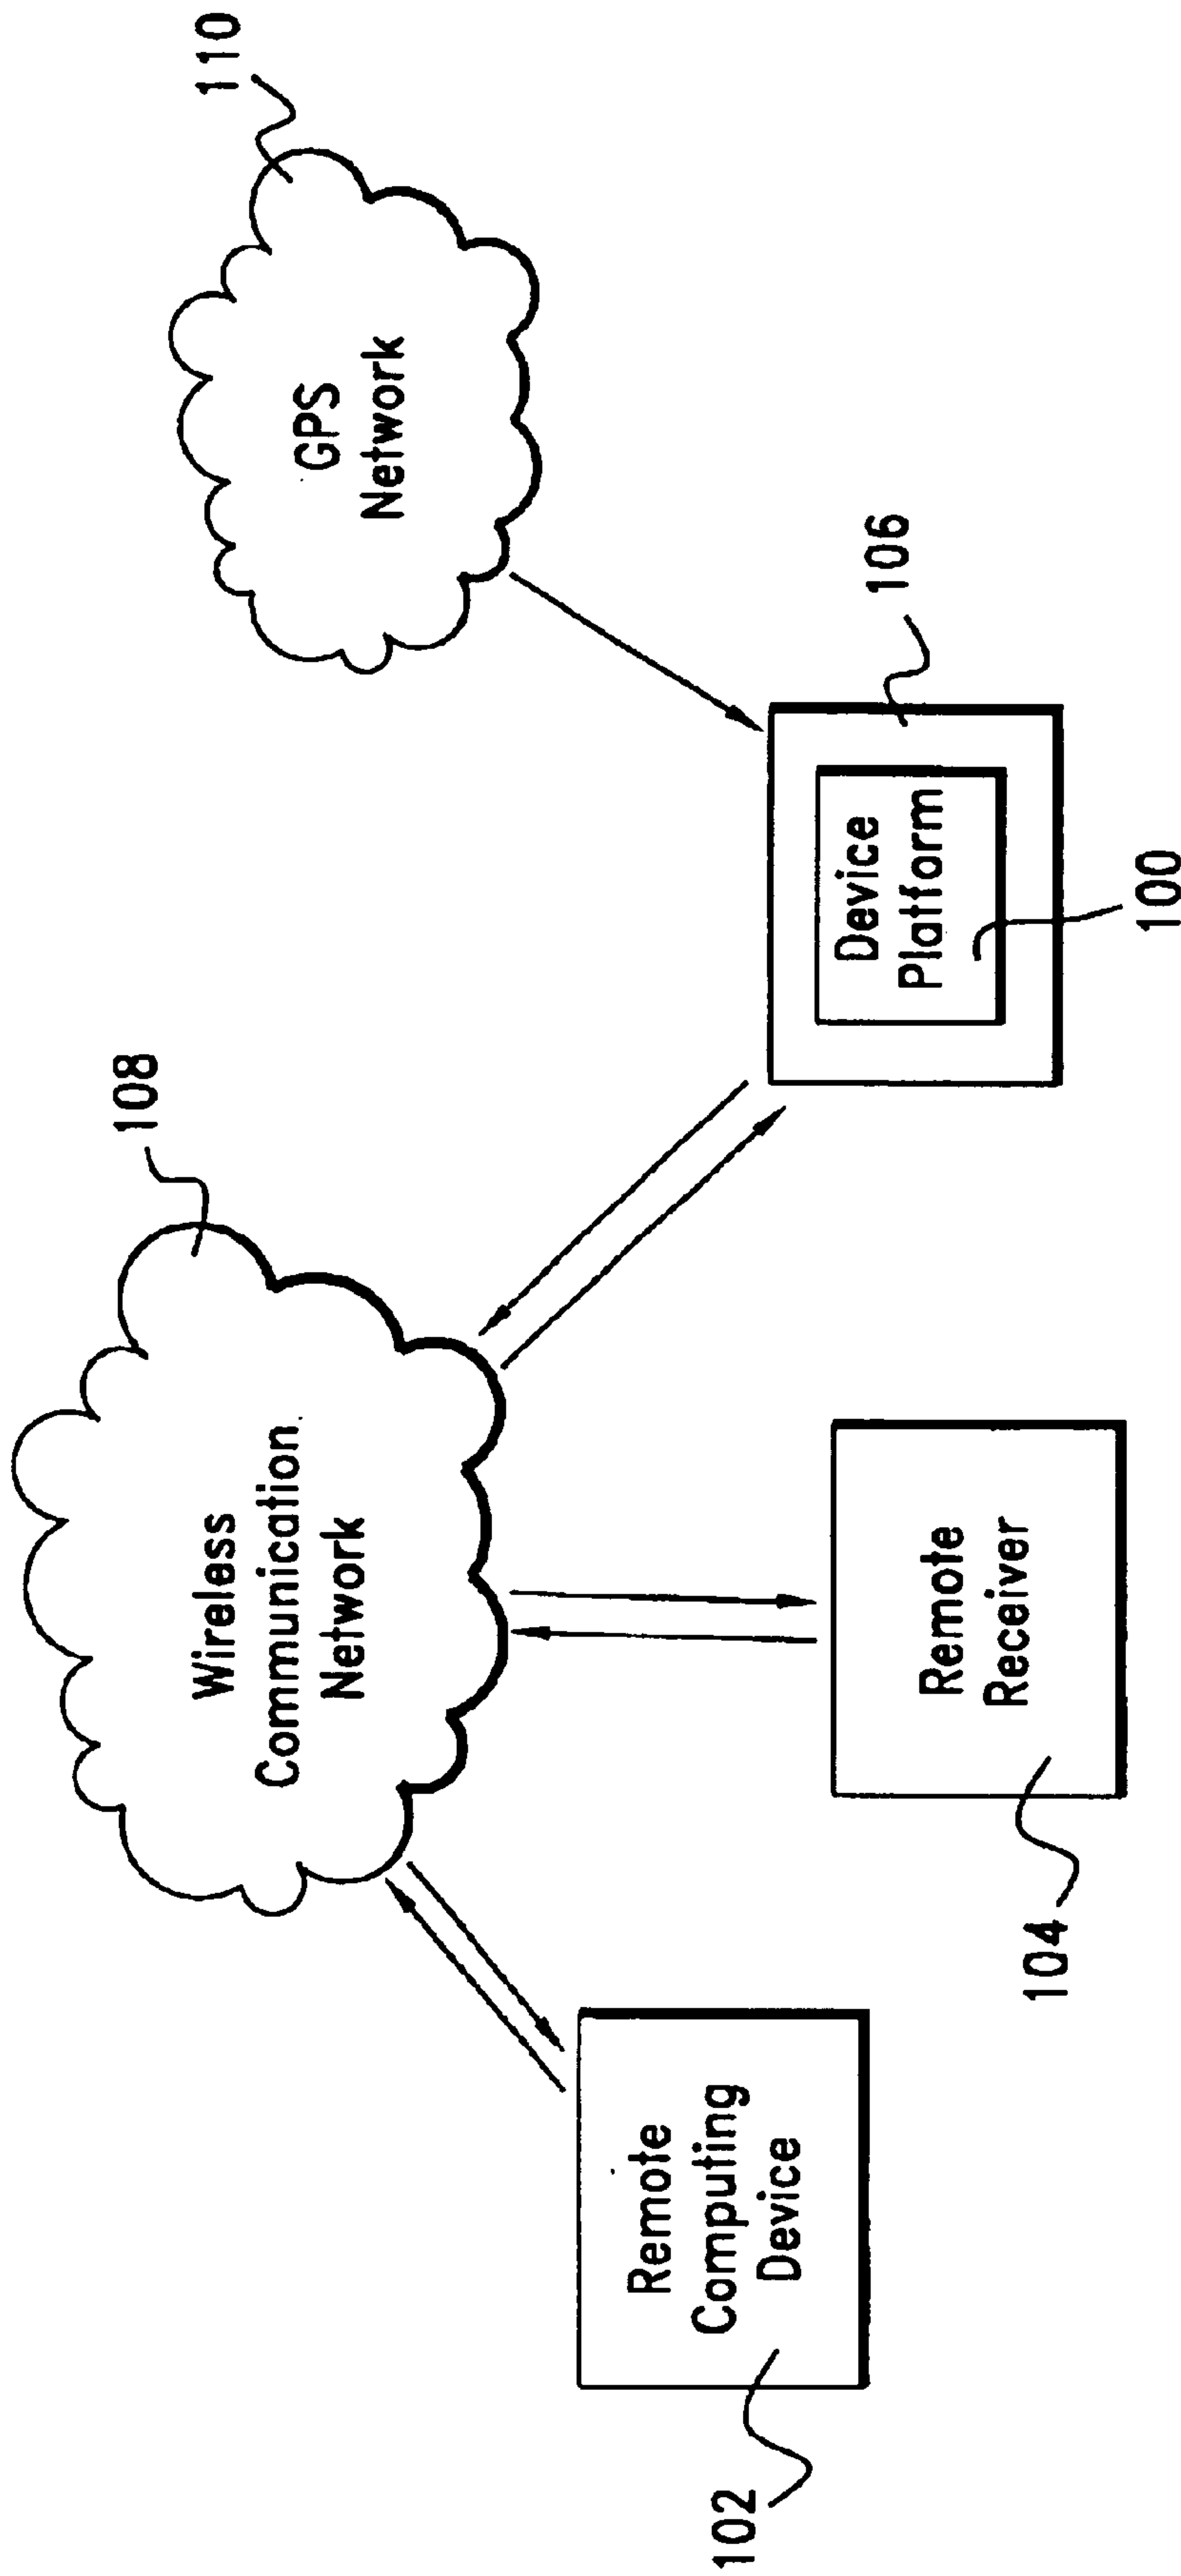 110
GPS
Network
108
Wireless
Communication
Network
106
Device
Platform
100
Remote
Receiver
104
Remote
Computing
Device
102